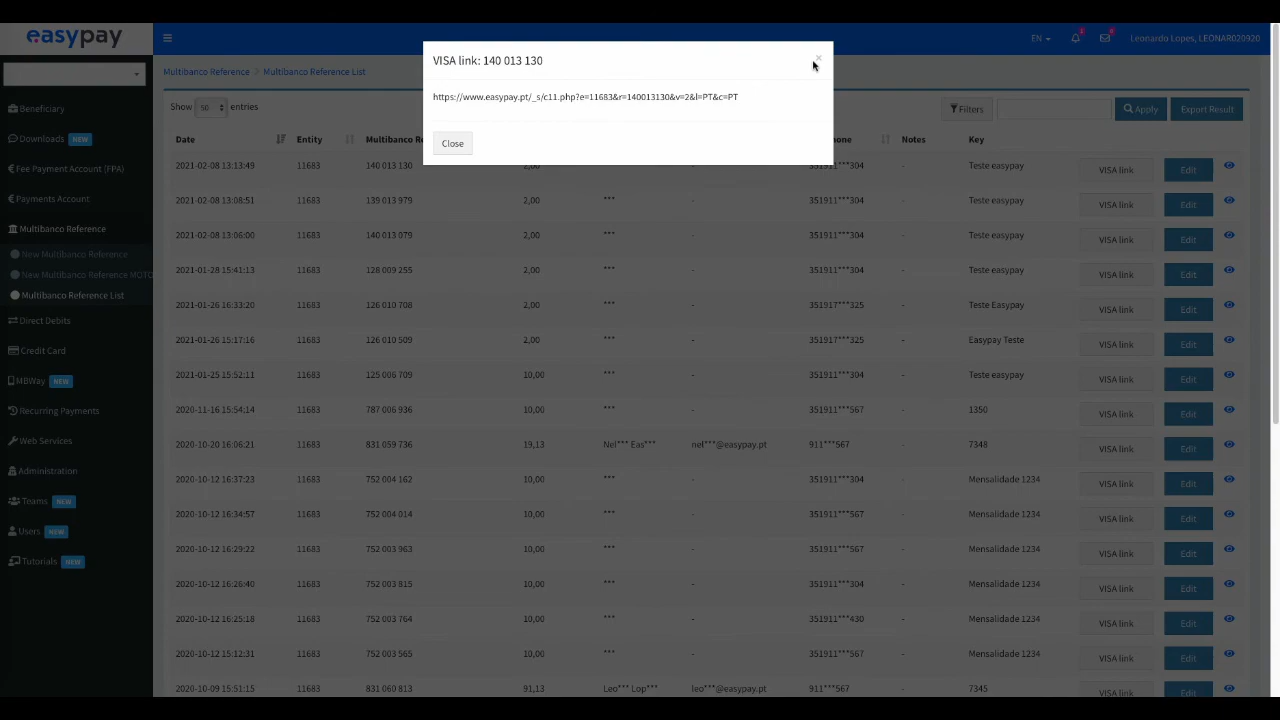 easypay
EN
1
Leonardo Lopes, LEONAR020920
VISA link: 140 013 130
×
https://www.easypay.pt/_s/c11.php?e=11683&r=140013130&v=2&l=PT&c=PT
Close
Beneficiary
Downloads NEW
Fee Payment Account (FPA)
Payments Account
Multibanco Reference
New Multibanco Reference
New Multibanco Reference MOTO
Multibanco Reference List
Direct Debits
Credit Card
MBWay NEW
Recurring Payments
Web Services
Administration
Teams NEW
Users NEW
Tutorials NEW
Multibanco Reference > Multibanco Reference List
Show 50 entries Filters Apply Export Result
Date Entity Multibanco Notes Key
2021-02-08 13:13:49 11683 140 013 130 2,00 351911***304 Teste easypay VISA link Edit
2021-02-08 13:08:51 11683 139 013 979 2,00 *** - 351911***304 - Teste easypay VISA link Edit
2021-02-08 13:06:00 11683 140 013 079 2,00 *** - 351911***304 - Teste easypay VISA link Edit
2021-01-28 15:41:13 11683 128 009 255 2,00 *** - 351911***304 - Teste easypay VISA link Edit
2021-01-26 16:33:20 11683 126 010 708 2,00 *** - 351917***325 - Teste Easypay VISA link Edit
2021-01-26 15:17:16 11683 126 010 509 2,00 *** - 351917***325 - Easypay Teste VISA link Edit
2021-01-25 15:52:11 11683 125 006 709 10,00 *** - 351911***304 - Teste easypay VISA link Edit
2020-11-16 15:54:14 11683 787 006 936 10,00 *** - 351911***567 - 1350 VISA link Edit
2020-10-20 16:06:21 11683 831 059 736 19,13 Nel*** Eas*** nel***@easypay.pt 911***567 - 7348 VISA link Edit
2020-10-12 16:37:23 11683 752 004 162 10,00 *** - 351911***304 - Mensalidade 1234 VISA link Edit
2020-10-12 16:34:57 11683 752 004 014 10,00 *** - 351911***567 - Mensalidade 1234 VISA link Edit
2020-10-12 16:29:22 11683 752 003 963 10,00 *** - 351911***567 - Mensalidade 1234 VISA link Edit
2020-10-12 16:26:40 11683 752 003 815 10,00 *** - 351911***304 - Mensalidade 1234 VISA link Edit
2020-10-12 16:25:18 11683 752 003 764 10,00 *** - 351911***430 - Mensalidade 1234 VISA link Edit
2020-10-12 15:12:31 11683 752 003 565 10,00 *** - 351911***304 - Mensalidade 1234 VISA link Edit
2020-10-09 15:51:15 11683 831 060 813 91,13 Leo*** Lop*** leo***@easypay.pt 911***567 - 7345 VISA link Edit